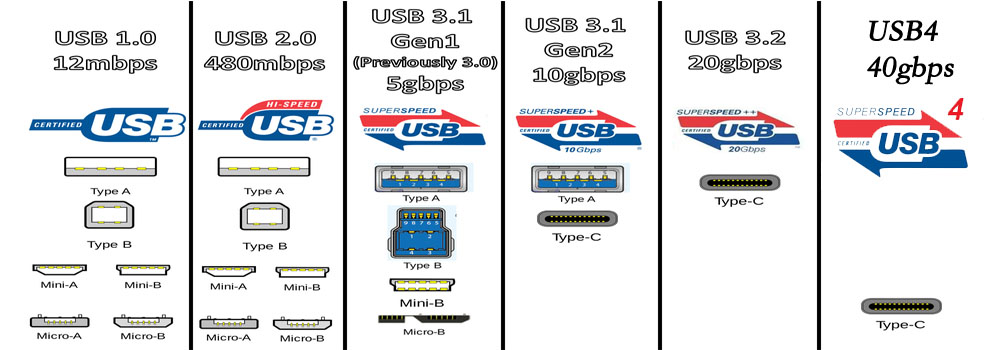 USB 1.0
12mbps
CERTIFIED USB TM
Type A
Type B
Mini-A Mini-B
Micro-A Micro-B
USB 2.0
480mbps
HI-SPEED
CERTIFIED USB
Type A
Type B
Mini-A Mini-B
Micro-A Micro-B
USB 3.1
Gen1
(Previously 3.0)
5gbps
SUPERSPEED
CERTIFIED USB
1 2 3 4
Type A
9 8 7 6 5
1 2
4 3
Type B
Mini-B
Micro-B
USB 3.1
Gen2
10gbps
SUPERSPEED+
CERTIFIED USB
10Gbps
1 2 3 4
Type A
Type-C
USB 3.2
20gbps
SUPERSPEED+++
CERTIFIED USB
20Gbps
Type-C
USB4
40gbps
SUPERSPEED 4
CERTIFIED USB
Type-C